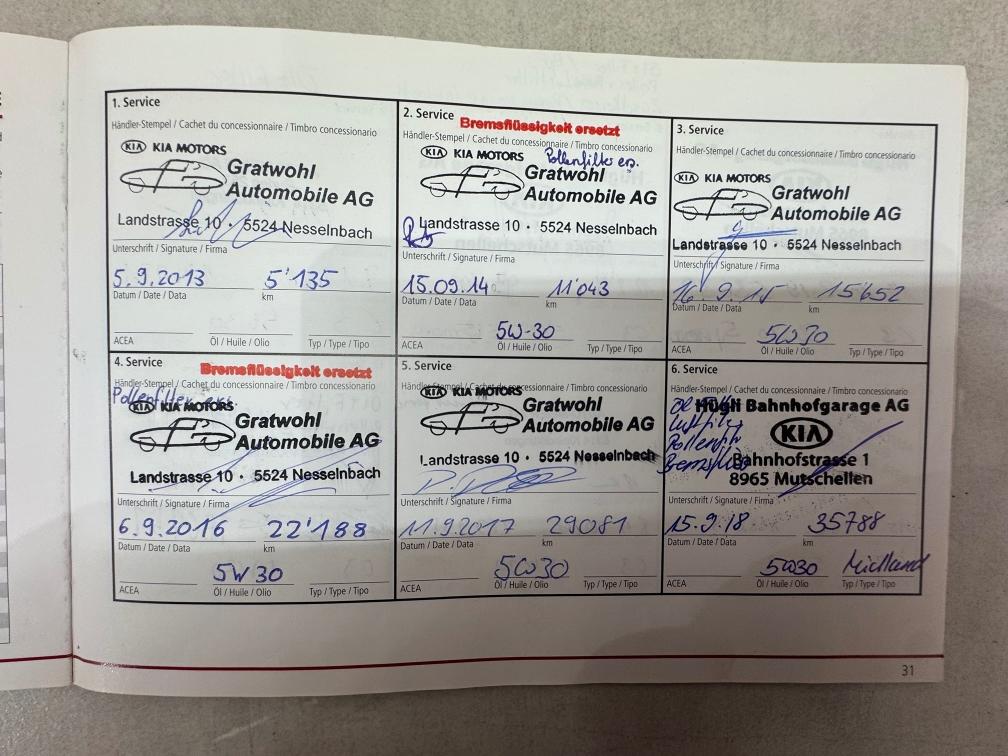 1. Service
Händler-Stempel / Cachet du concessionnaire / Timbro concessionario
KIA KIA MOTORS
Gratwohl
Automobile AG
Landstrasse 10 · 5524 Nesselnbach
Unterschrift / Signature / Firma
5.9.2013 5'135
Datum / Date / Data km
ACEA Öl / Huile / Olio Typ / Type / Tipo
2. Service Bremsflüssigkeit ersetzt
Händler-Stempel / Cachet du concessionnaire / Timbro concessionario
KIA KIA MOTORS Pollenfilter ers.
Gratwohl
Automobile AG
Landstrasse 10 · 5524 Nesselnbach
Unterschrift / Signature / Firma
15.09.14 11'043
Datum / Date / Data km
5W-30
ACEA Öl / Huile / Olio Typ / Type / Tipo
3. Service
Händler-Stempel / Cachet du concessionnaire / Timbro concessionario
KIA KIA MOTORS
Gratwohl
Automobile AG
Landstrasse 10 · 5524 Nesselnbach
Unterschrift / Signature / Firma
16.9.15 15'652
Datum / Date / Data km
5W30
ACEA Öl / Huile / Olio Typ / Type / Tipo
4. Service Bremsflüssigkeit ersetzt
Händler-Stempel / Cachet du concessionnaire / Timbro concessionario
Pollenfilter ers.
KIA KIA MOTORS
Gratwohl
Automobile AG
Landstrasse 10 · 5524 Nesselnbach
Unterschrift / Signature / Firma
6.9.2016 22'188
Datum / Date / Data km
5W30
ACEA Öl / Huile / Olio Typ / Type / Tipo
5. Service
Händler-Stempel / Cachet du concessionnaire / Timbro concessionario
KIA KIA MOTORS
Gratwohl
Automobile AG
Landstrasse 10 · 5524 Nesselnbach
Unterschrift / Signature / Firma
11.9.2017 29081
Datum / Date / Data km
5W30
ACEA Öl / Huile / Olio Typ / Type / Tipo
6. Service
Händler-Stempel / Cachet du concessionnaire / Timbro concessionario
Hügli Bahnhofgarage AG
KIA
Bahnhofstrasse 1
8965 Mutschellen
Unterschrift / Signature / Firma
15.9.18 35788
Datum / Date / Data km
5W30 Midland
ACEA Öl / Huile / Olio Typ / Type / Tipo
31